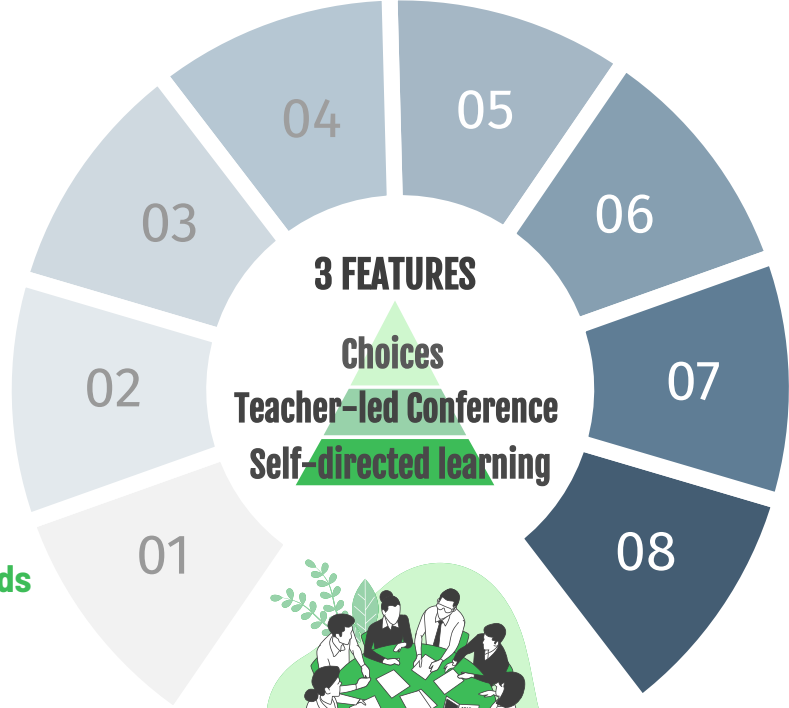 04
05
03
06
3 FEATURES
Choices
02
07
Teacher-led Conference
Self-directed learning
01
08
ds